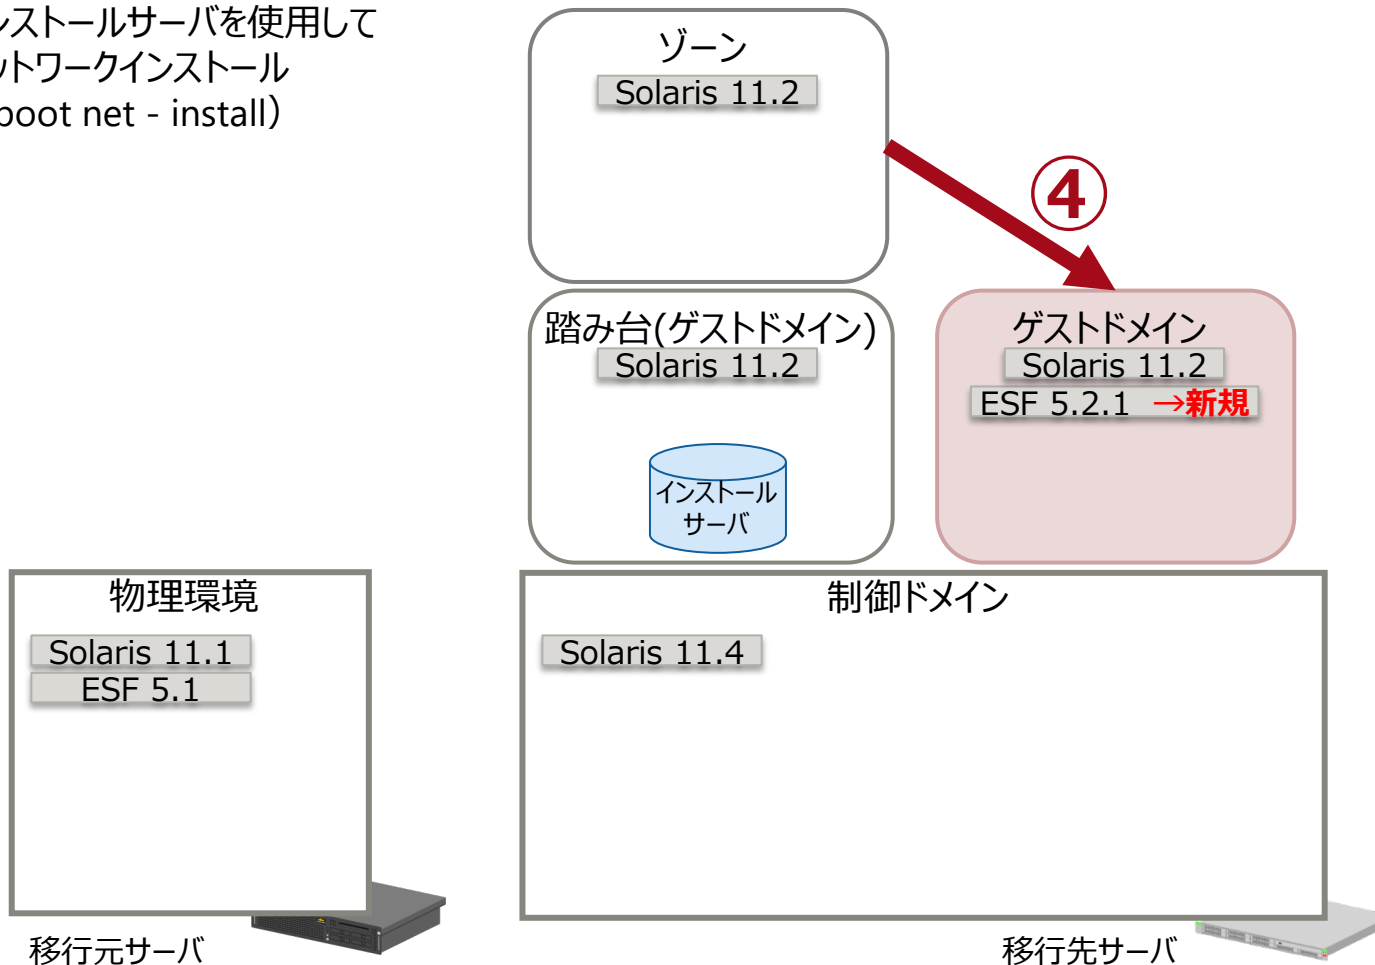 ンストールサーバを使用して
ットワークインストール
boot net - install）
ゾーン
Solaris 11.2
④
踏み台(ゲストドメイン)
Solaris 11.2
インストール
サーバ
ゲストドメイン
Solaris 11.2
ESF 5.2.1 →新規
物理環境
Solaris 11.1
ESF 5.1
制御ドメイン
Solaris 11.4
移行元サーバ
移行先サーバ